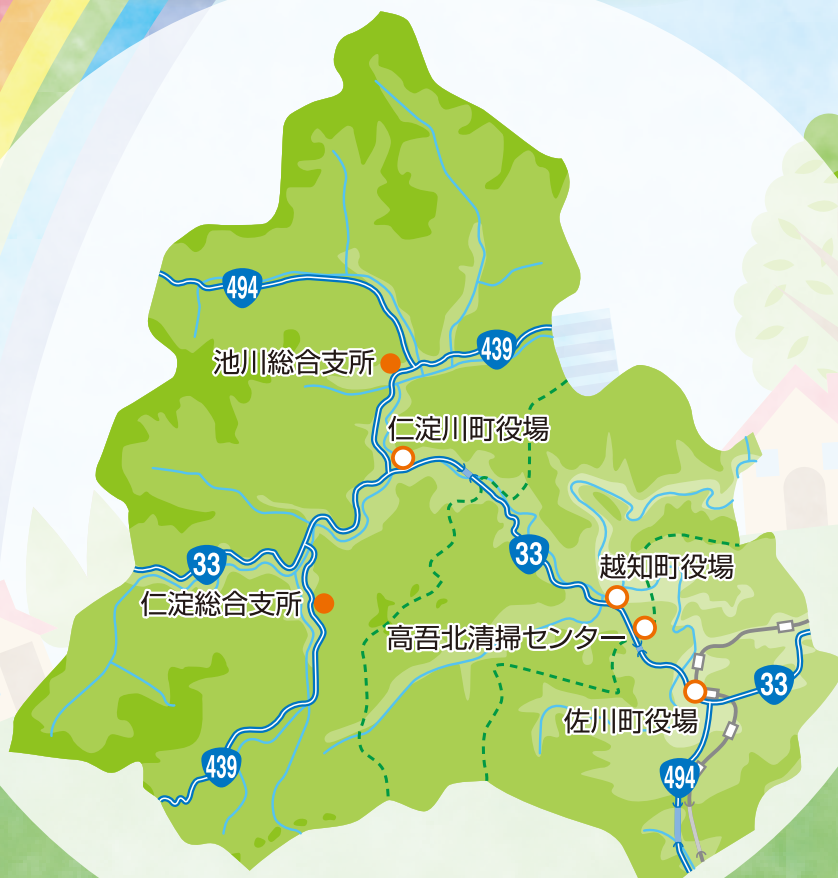 494
439
池川総合支所
仁淀川町役場
33
33
越知町役場
仁淀総合支所
高吾北清掃センター
33
佐川町役場
439
494